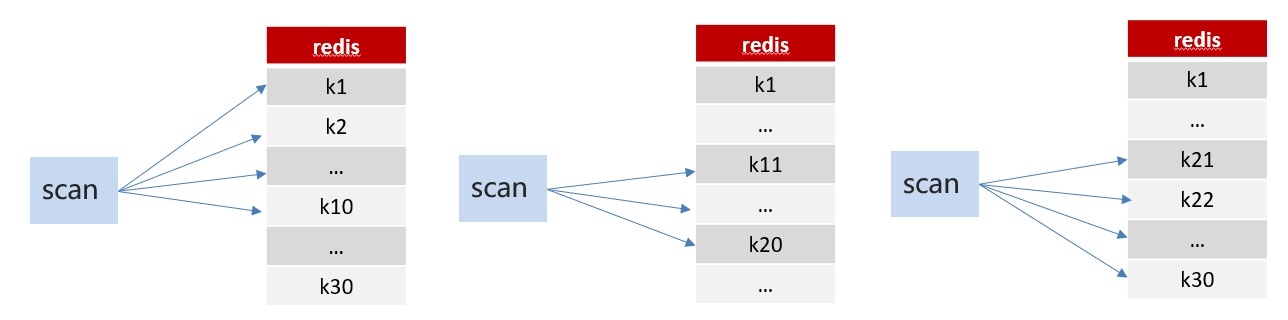 scan
redis
k1
k2
...
k10
...
k30
scan
redis
k1
...
k11
...
k20
...
scan
redis
k1
...
k21
k22
...
k30